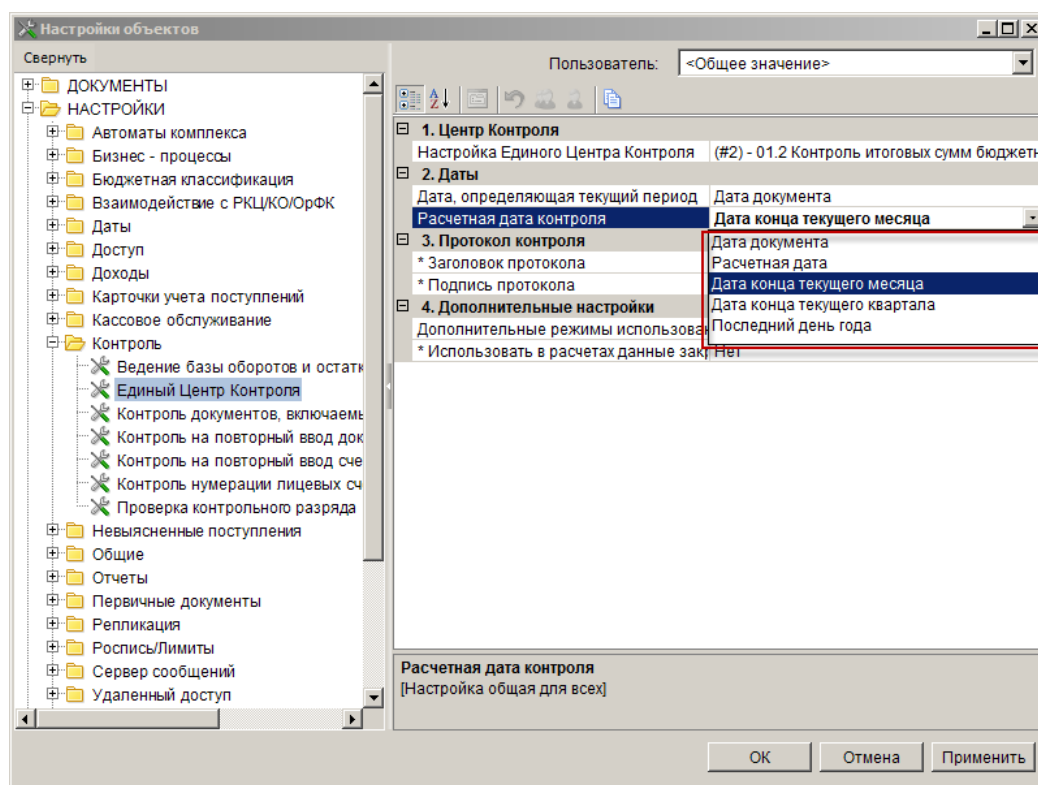 Настройки объектов
Свернуть
ДОКУМЕНТЫ
НАСТРОЙКИ
Автоматы комплекса
Бизнес - процессы
Бюджетная классификация
Взаимодействие с РКЦ/КО/ОрФК
Даты
Доступ
Доходы
Карточки учета поступлений
Кассовое обслуживание
Контроль
Ведение базы оборотов и остатк
Единый Центр Контроля
Контроль документов, включаемы
Контроль на повторный ввод док
Контроль на повторный ввод сче
Контроль нумерации лицевых сч
Проверка контрольного разряда
Невыясненные поступления
Общие
Отчеты
Первичные документы
Репликация
Роспись/Лимиты
Сервер сообщений
Удаленный доступ
Пользователь: <Общее значение>
1. Центр Контроля
Настройка Единого Центра Контроля (#2) - 01.2 Контроль итоговых сумм бюджетн
2. Даты
Дата, определяющая текущий период Дата документа
Расчетная дата контроля Дата конца текущего месяца
3. Протокол контроля
* Заголовок протокола
* Подпись протокола
4. Дополнительные настройки
Дополнительные режимы использова
* Использовать в расчетах данные зак Нет
Дата документа
Расчетная дата
Дата конца текущего месяца
Дата конца текущего квартала
Последний день года
Расчетная дата контроля
[Настройка общая для всех]
ОК Отмена Применить